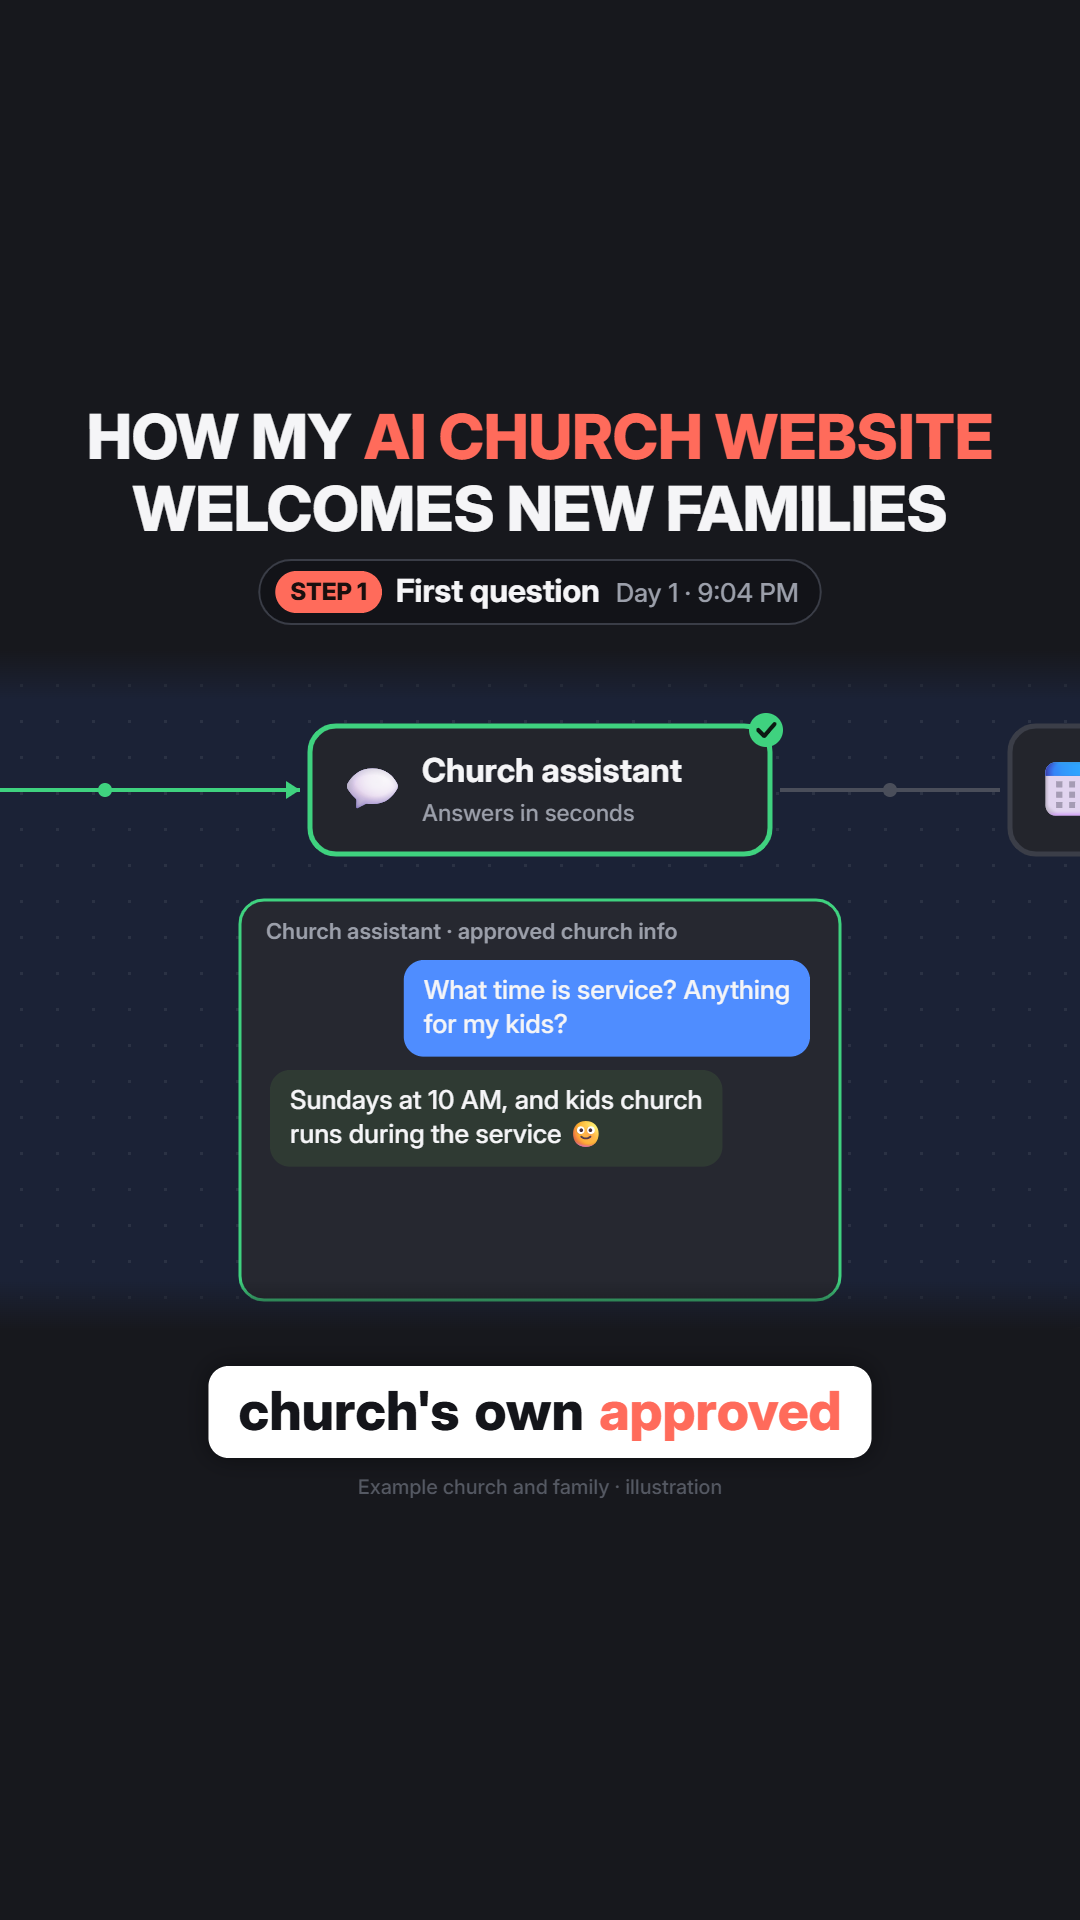 HOW MY AI CHURCH WEBSITE
WELCOMES NEW FAMILIES
STEP 1 First question Day 1 · 9:04 PM
Church assistant
Answers in seconds
Church assistant · approved church info
What time is service? Anything
for my kids?
Sundays at 10 AM, and kids church
runs during the service 🙂
church's own approved
Example church and family · illustration